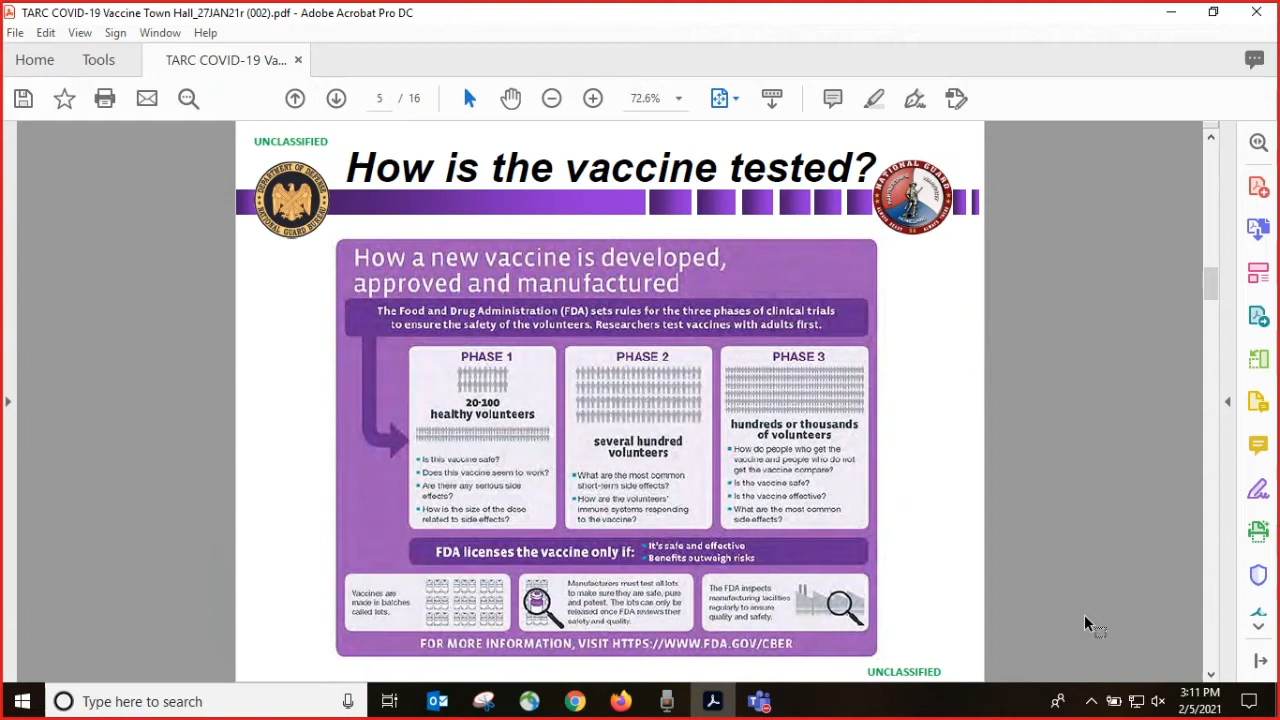 TARC COVID-19 Vaccine Town Hall_27JAN21r (002).pdf - Adobe Acrobat Pro DC
File Edit View Sign Window Help
Home Tools TARC COVID-19 Va... ×
5 / 16 72.6%
UNCLASSIFIED
How is the vaccine tested?
DEPARTMENT OF DEFENSE
NATIONAL GUARD BUREAU
NATIONAL GUARD
How a new vaccine is developed,
approved and manufactured
The Food and Drug Administration (FDA) sets rules for the three phases of clinical trials
to ensure the safety of the volunteers. Researchers test vaccines with adults first.
PHASE 1
20-100
healthy volunteers
Is this vaccine safe?
Does this vaccine seem to work?
Are there any serious side
effects?
How is the size of the dose
related to side effects?
PHASE 2
several hundred
volunteers
What are the most common
short-term side effects?
How are the volunteers'
immune systems responding
to the vaccine?
PHASE 3
hundreds or thousands
of volunteers
How do people who get the
vaccine and people who do not
get the vaccine compare?
Is the vaccine safe?
Is the vaccine effective?
What are the most common
side effects?
FDA licenses the vaccine only if:
It's safe and effective
Benefits outweigh risks
Vaccines are
made in batches
called lots.
Manufacturers must test all lots
to make sure they are safe, pure
and potent. The lots can only be
released once FDA reviews their
safety and quality.
The FDA inspects
manufacturing facilities
regularly to ensure
quality and safety.
FOR MORE INFORMATION, VISIT HTTPS://WWW.FDA.GOV/CBER
UNCLASSIFIED
Type here to search
3:11 PM
2/5/2021